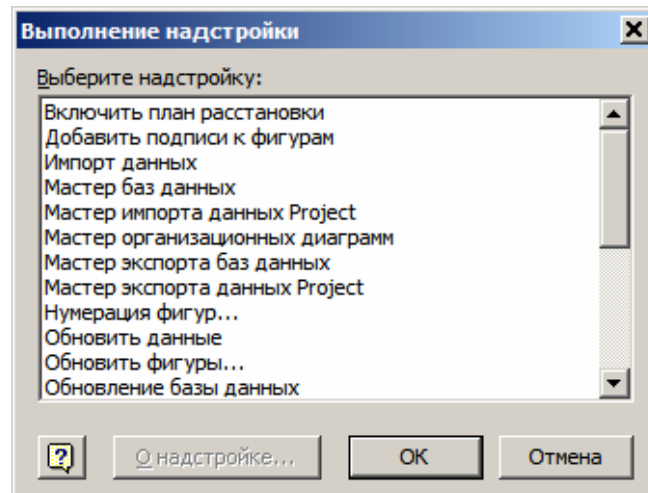 Выполнение надстройки
Выберите надстройку:
Включить план расстановки
Добавить подписи к фигурам
Импорт данных
Мастер баз данных
Мастер импорта данных Project
Мастер организационных диаграмм
Мастер экспорта баз данных
Мастер экспорта данных Project
Нумерация фигур...
Обновить данные
Обновить фигуры...
Обновление базы данных
О надстройке... OK Отмена